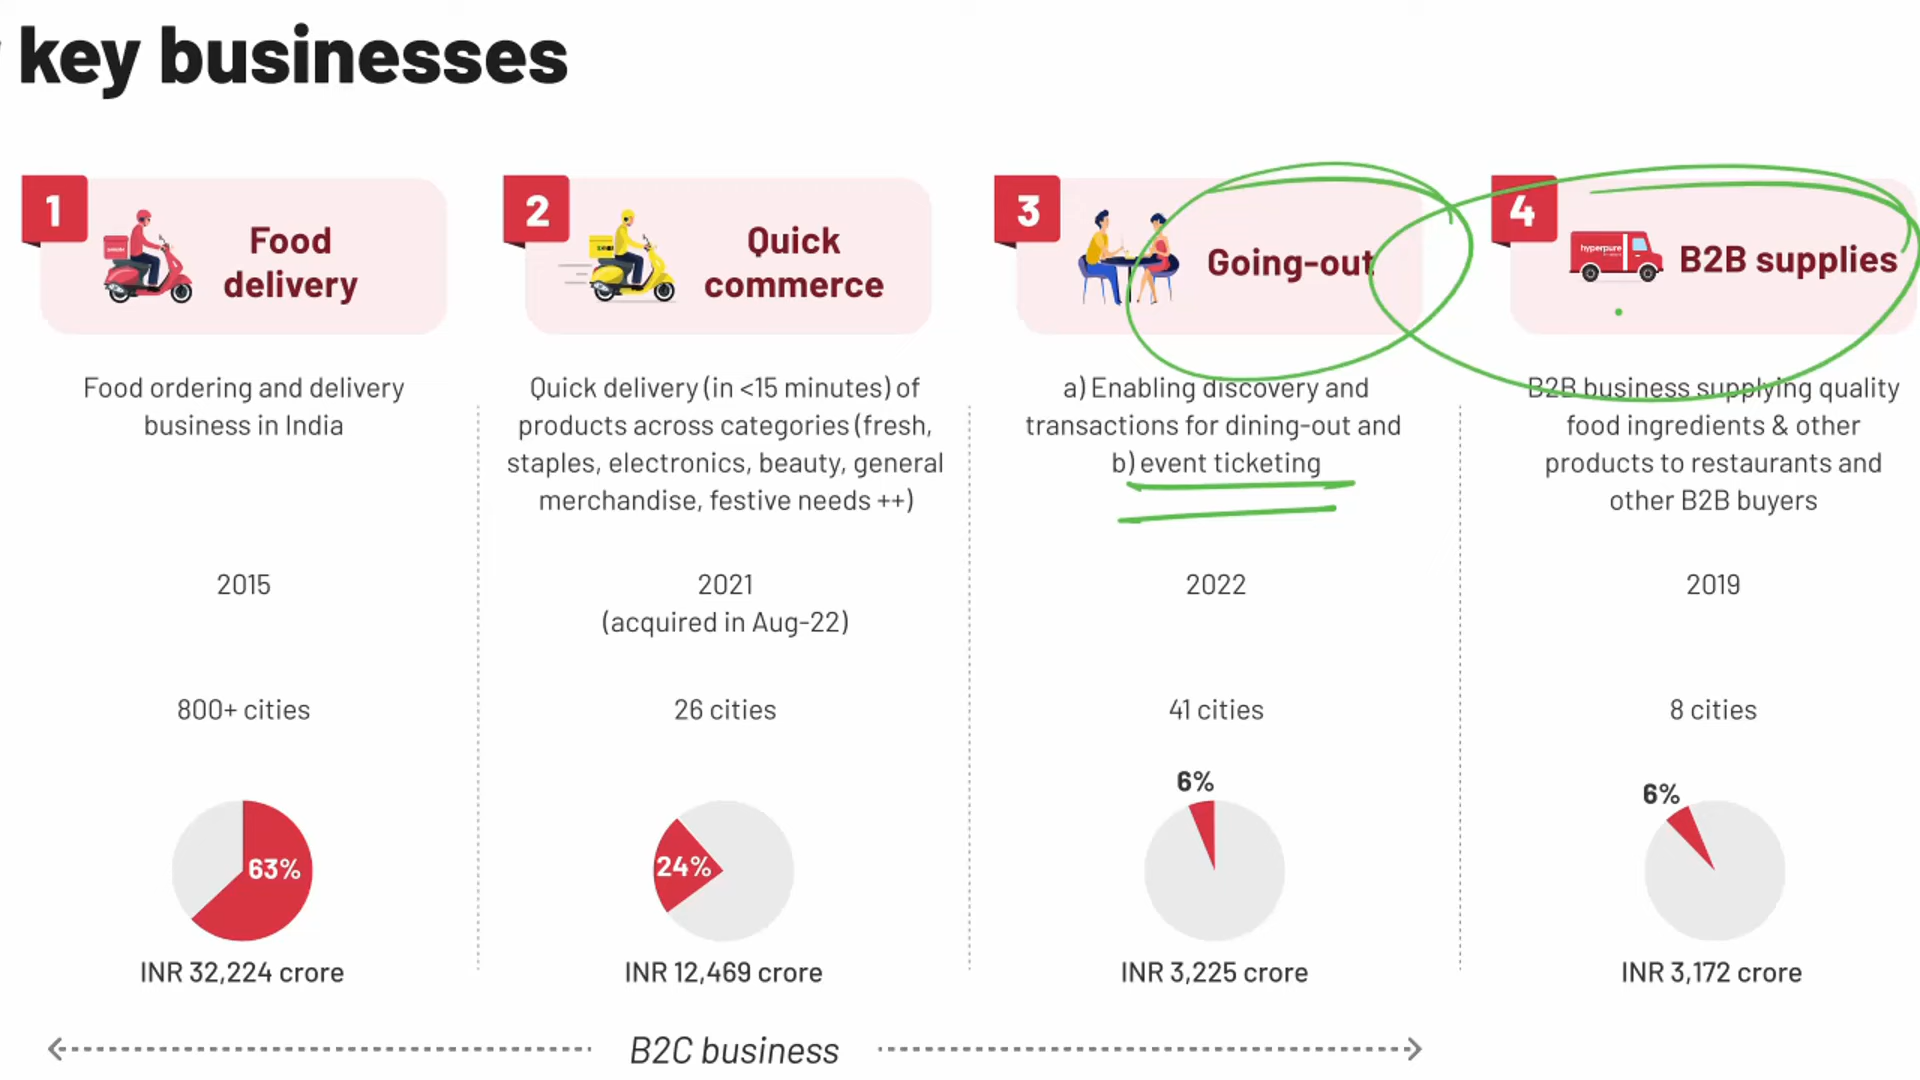 key businesses
1
Food
delivery
Food ordering and delivery
business in India
2015
800+ cities
63%
INR 32,224 crore
2
Quick
commerce
Quick delivery (in <15 minutes) of
products across categories (fresh,
staples, electronics, beauty, general
merchandise, festive needs ++)
2021
(acquired in Aug-22)
26 cities
24%
INR 12,469 crore
3
Going-out
a) Enabling discovery and
transactions for dining-out and
b) event ticketing
2022
41 cities
6%
INR 3,225 crore
4
hyperpure
B2B supplies
B2B business supplying quality
food ingredients & other
products to restaurants and
other B2B buyers
2019
8 cities
6%
INR 3,172 crore
B2C business